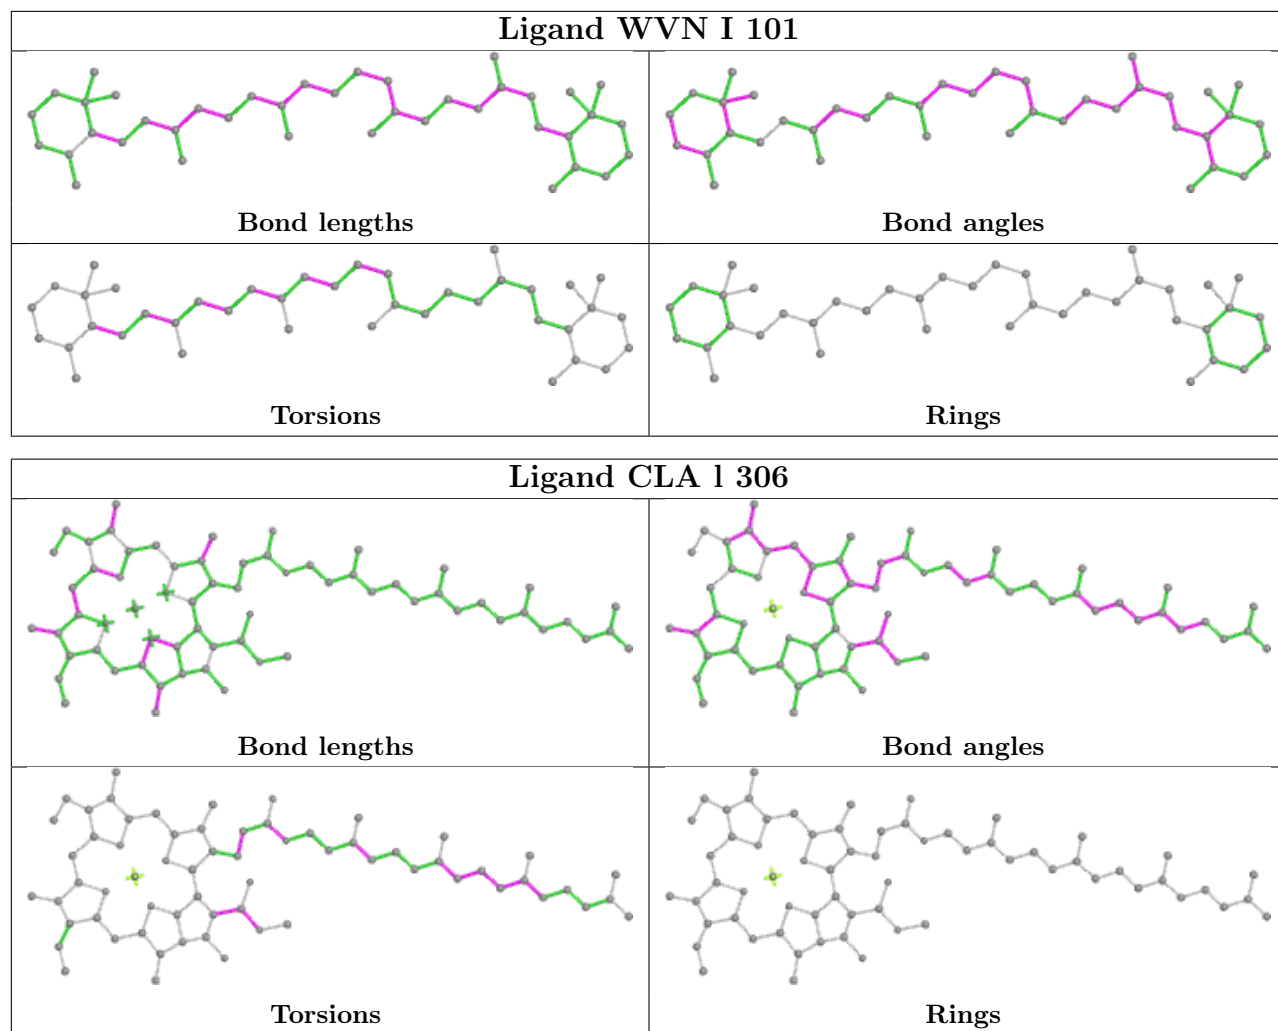 Ligand WVN I 101
Bond lengths
Bond angles
Torsions
Rings
Ligand CLA l 306
Bond lengths
Bond angles
Torsions
Rings